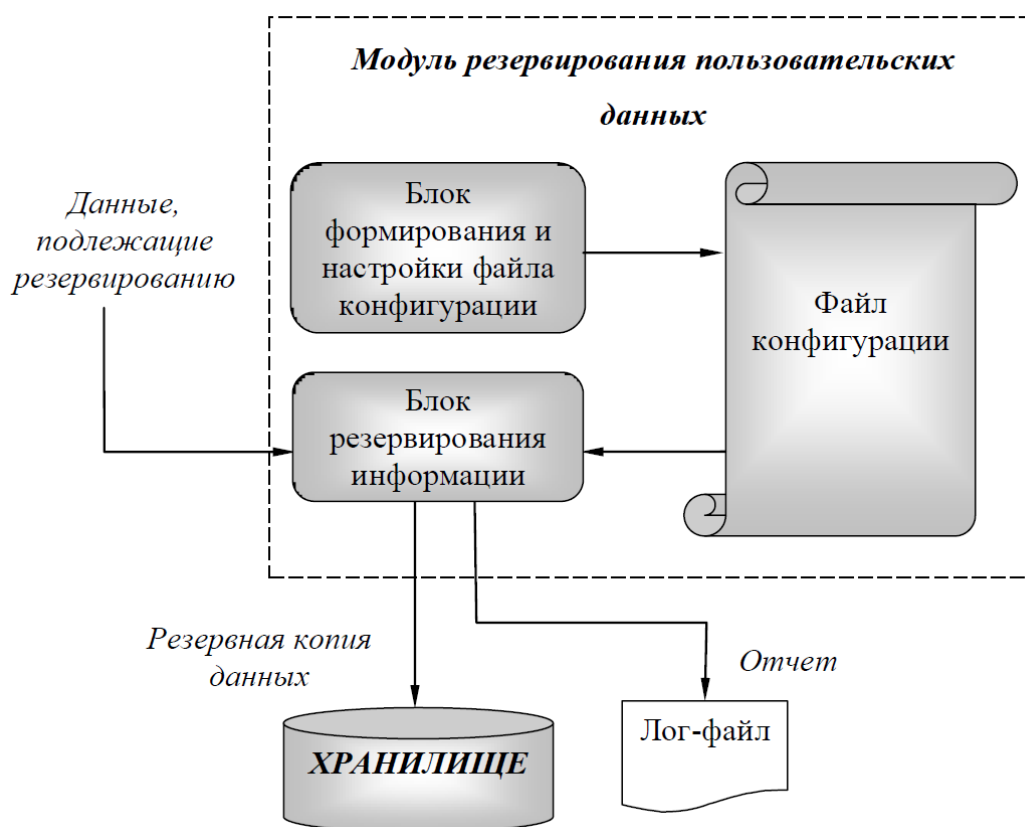 Модуль резервирования пользовательских
данных
Данные,
подлежащие
резервированию
Блок
формирования и
настройки файла
конфигурации
Файл
конфигурации
Блок
резервирования
информации
Резервная копия
данных
Отчет
ХРАНИЛИЩЕ
Лог-файл